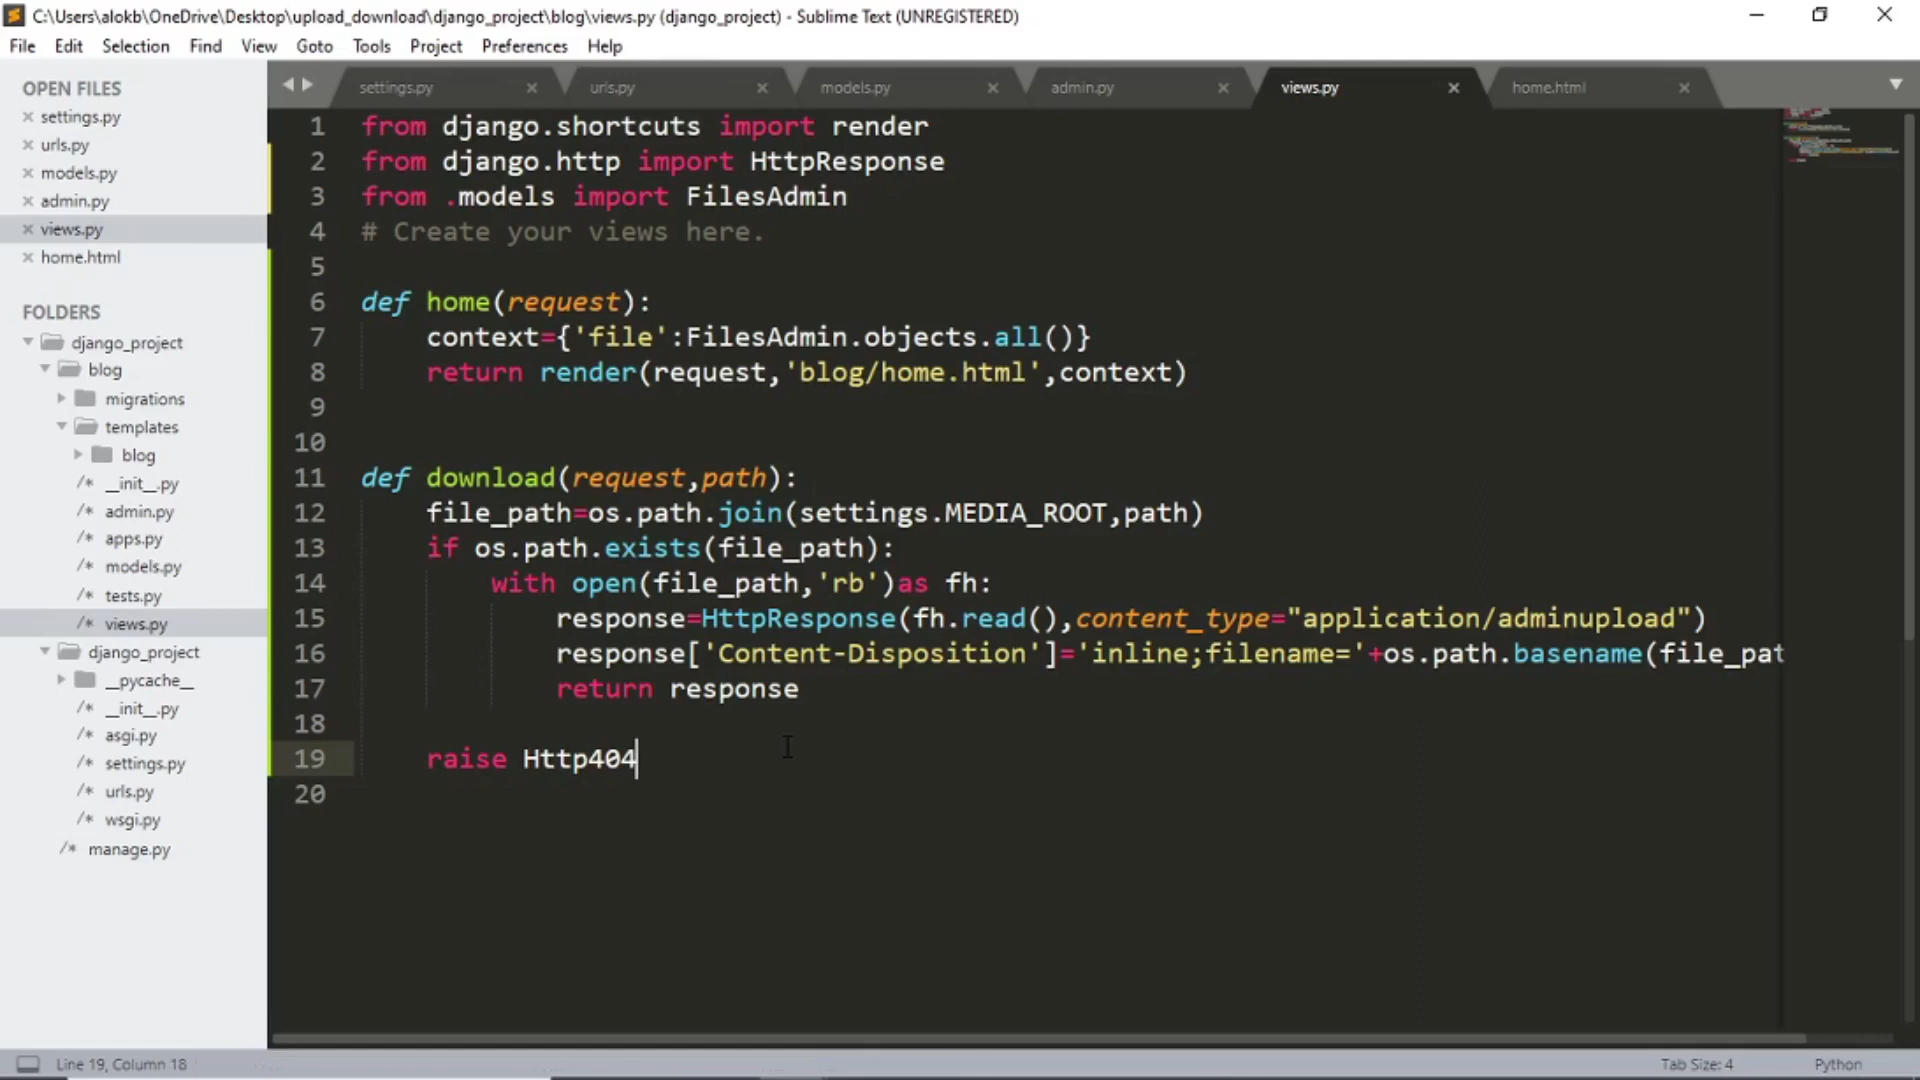 C:\Users\alokb\OneDrive\Desktop\upload_download\django_project\blog\views.py (django_project) - Sublime Text (UNREGISTERED)
File Edit Selection Find View Goto Tools Project Preferences Help
OPEN FILES
settings.py
urls.py
models.py
admin.py
views.py
home.html
FOLDERS
django_project
blog
migrations
templates
blog
__init__.py
admin.py
apps.py
models.py
tests.py
views.py
django_project
__pycache__
__init__.py
asgi.py
settings.py
urls.py
wsgi.py
manage.py
settings.py urls.py models.py admin.py views.py home.html
1 from django.shortcuts import render
2 from django.http import HttpResponse
3 from .models import FilesAdmin
4 # Create your views here.
5
6 def home(request):
7     context={'file':FilesAdmin.objects.all()}
8     return render(request,'blog/home.html',context)
9
10
11 def download(request,path):
12     file_path=os.path.join(settings.MEDIA_ROOT,path)
13     if os.path.exists(file_path):
14         with open(file_path,'rb')as fh:
15             response=HttpResponse(fh.read(),content_type="application/adminupload")
16             response['Content-Disposition']='inline;filename='+os.path.basename(file_pat
17             return response
18
19     raise Http404
20
Line 19, Column 18
Tab Size: 4
Python